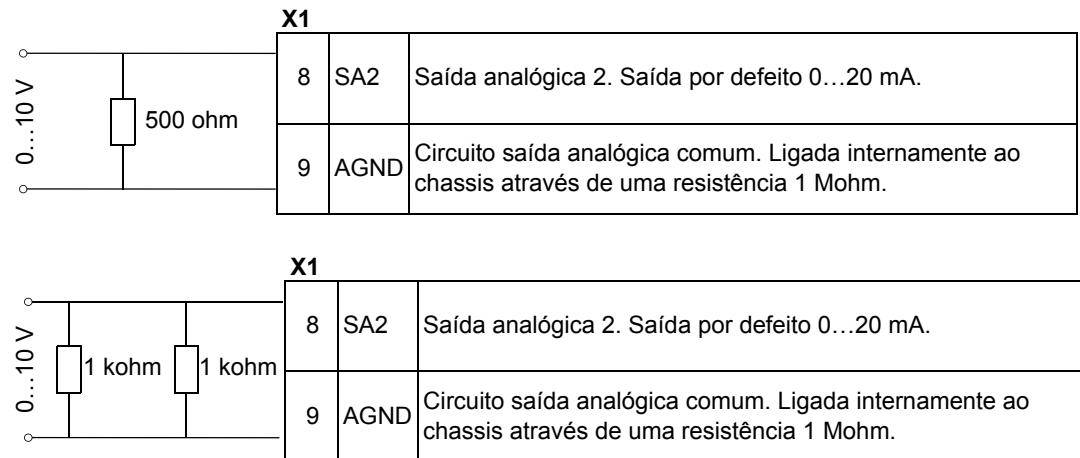 X1
0…10 V
500 ohm
8 SA2 Saída analógica 2. Saída por defeito 0…20 mA.
9 AGND Circuito saída analógica comum. Ligada internamente ao
chassis através de uma resistência 1 Mohm.
X1
0…10 V
1 kohm 1 kohm
8 SA2 Saída analógica 2. Saída por defeito 0…20 mA.
9 AGND Circuito saída analógica comum. Ligada internamente ao
chassis através de uma resistência 1 Mohm.